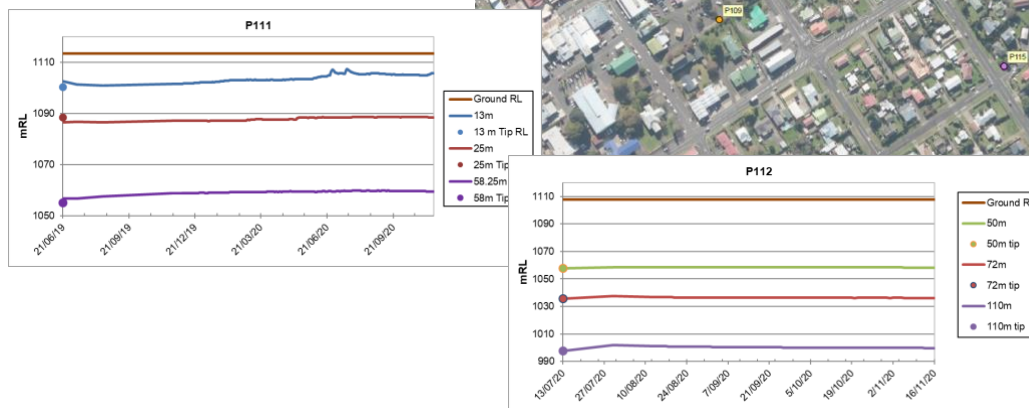 P111
1110
1090
1070
1050
mRL
21/06/19
21/09/19
21/12/19
21/03/20
21/06/20
21/09/20
Ground RL
13m
13 m Tip RL
25m
25m Tip
58.25m
58m Tip
P109
P115
P112
1110
1090
1070
1050
1030
1010
990
mRL
13/07/20
27/07/20
10/08/20
24/08/20
7/09/20
21/09/20
5/10/20
19/10/20
2/11/20
16/11/20
Ground R
50m
50m tip
72m
72m tip
110m
110m tip